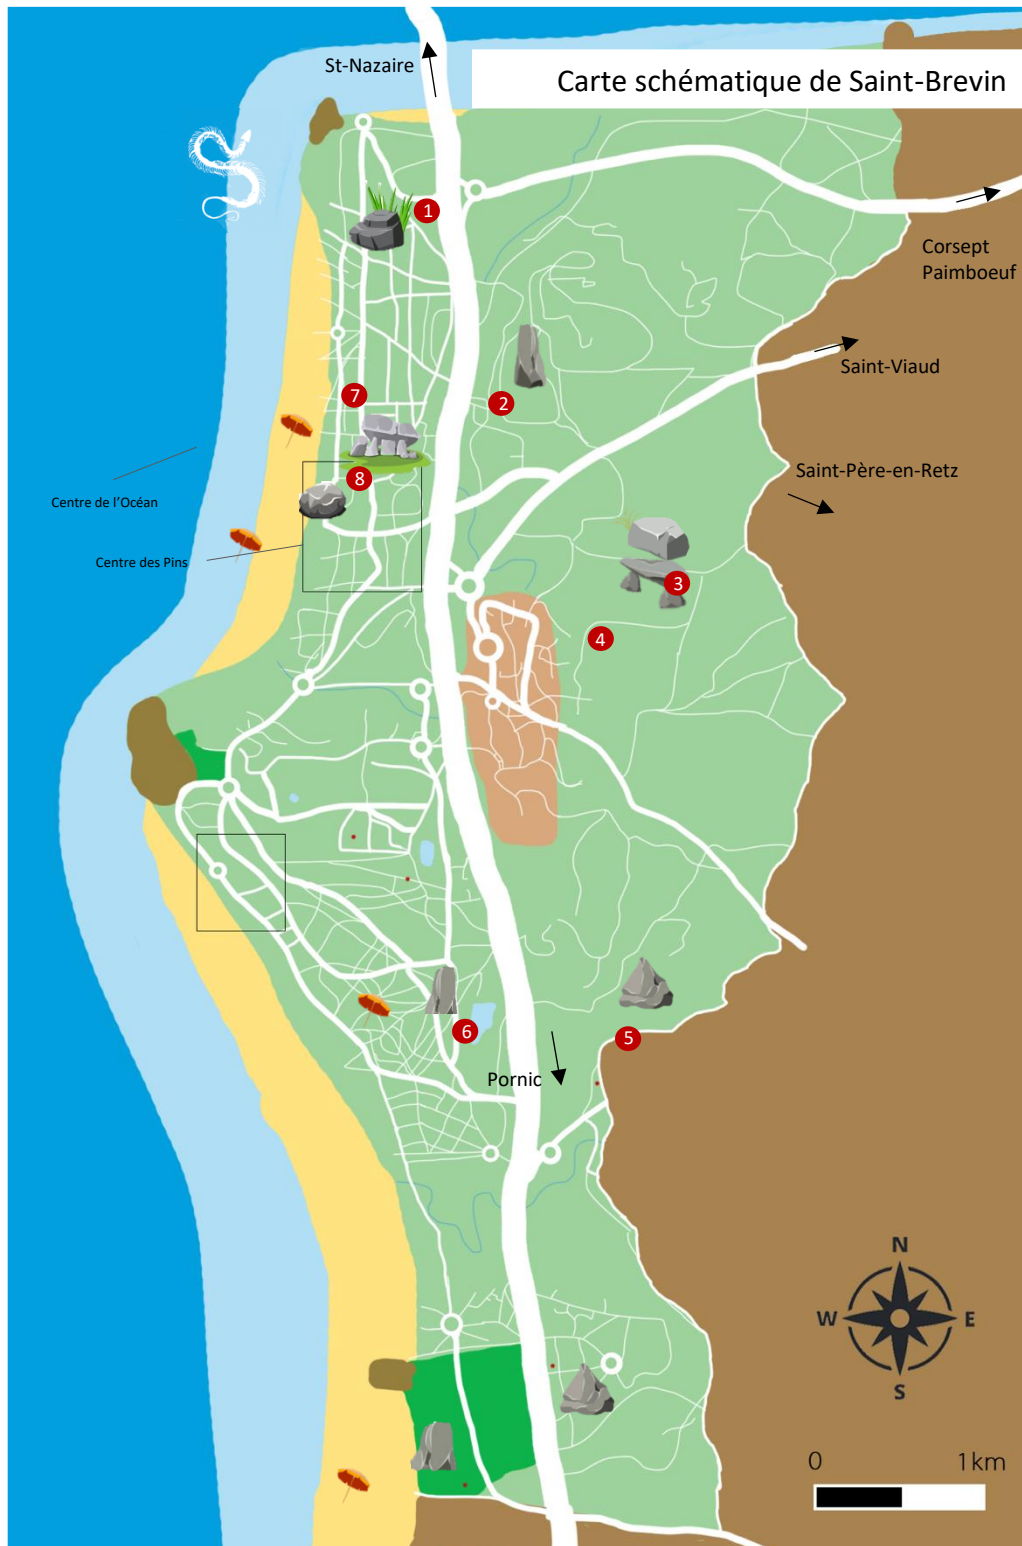 Carte schématique de Saint-Brevin
St-Nazaire
1
Corsept
Paimboeuf
Saint-Viaud
7
2
Saint-Père-en-Retz
8
Centre de l'Océan
Centre des Pins
3
4
6
5
Pornic
N
W
E
S
0
1km